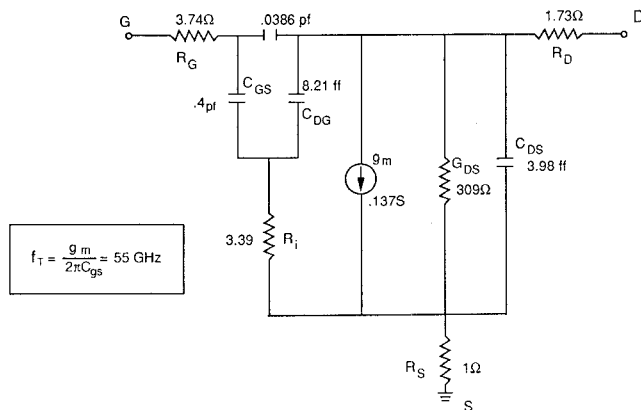 G
3.74Ω
.0386 pf
1.73Ω
D
R_G
R_D
C_GS
8.21 ff
.4pf
C_DG
g_m
.137S
G_DS
309Ω
C_DS
3.98 ff
3.39
R_i
f_T = g m / 2πC_gs = 55 GHz
R_S
1Ω
S